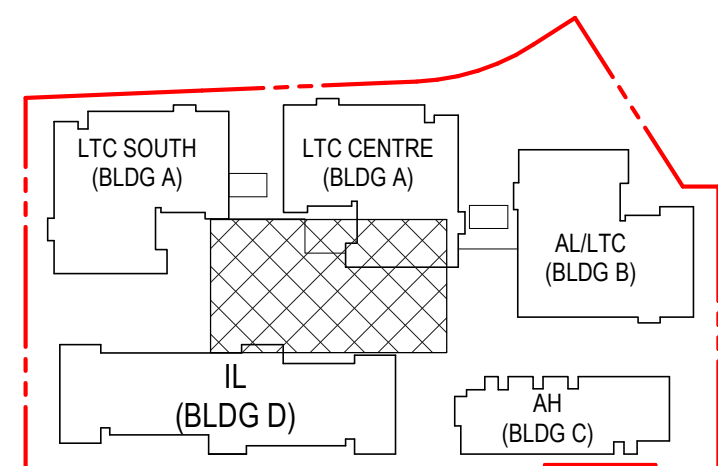 LTC SOUTH
(BLDG A)
LTC CENTRE
(BLDG A)
AL/LTC
(BLDG B)
IL
(BLDG D)
AH
(BLDG C)